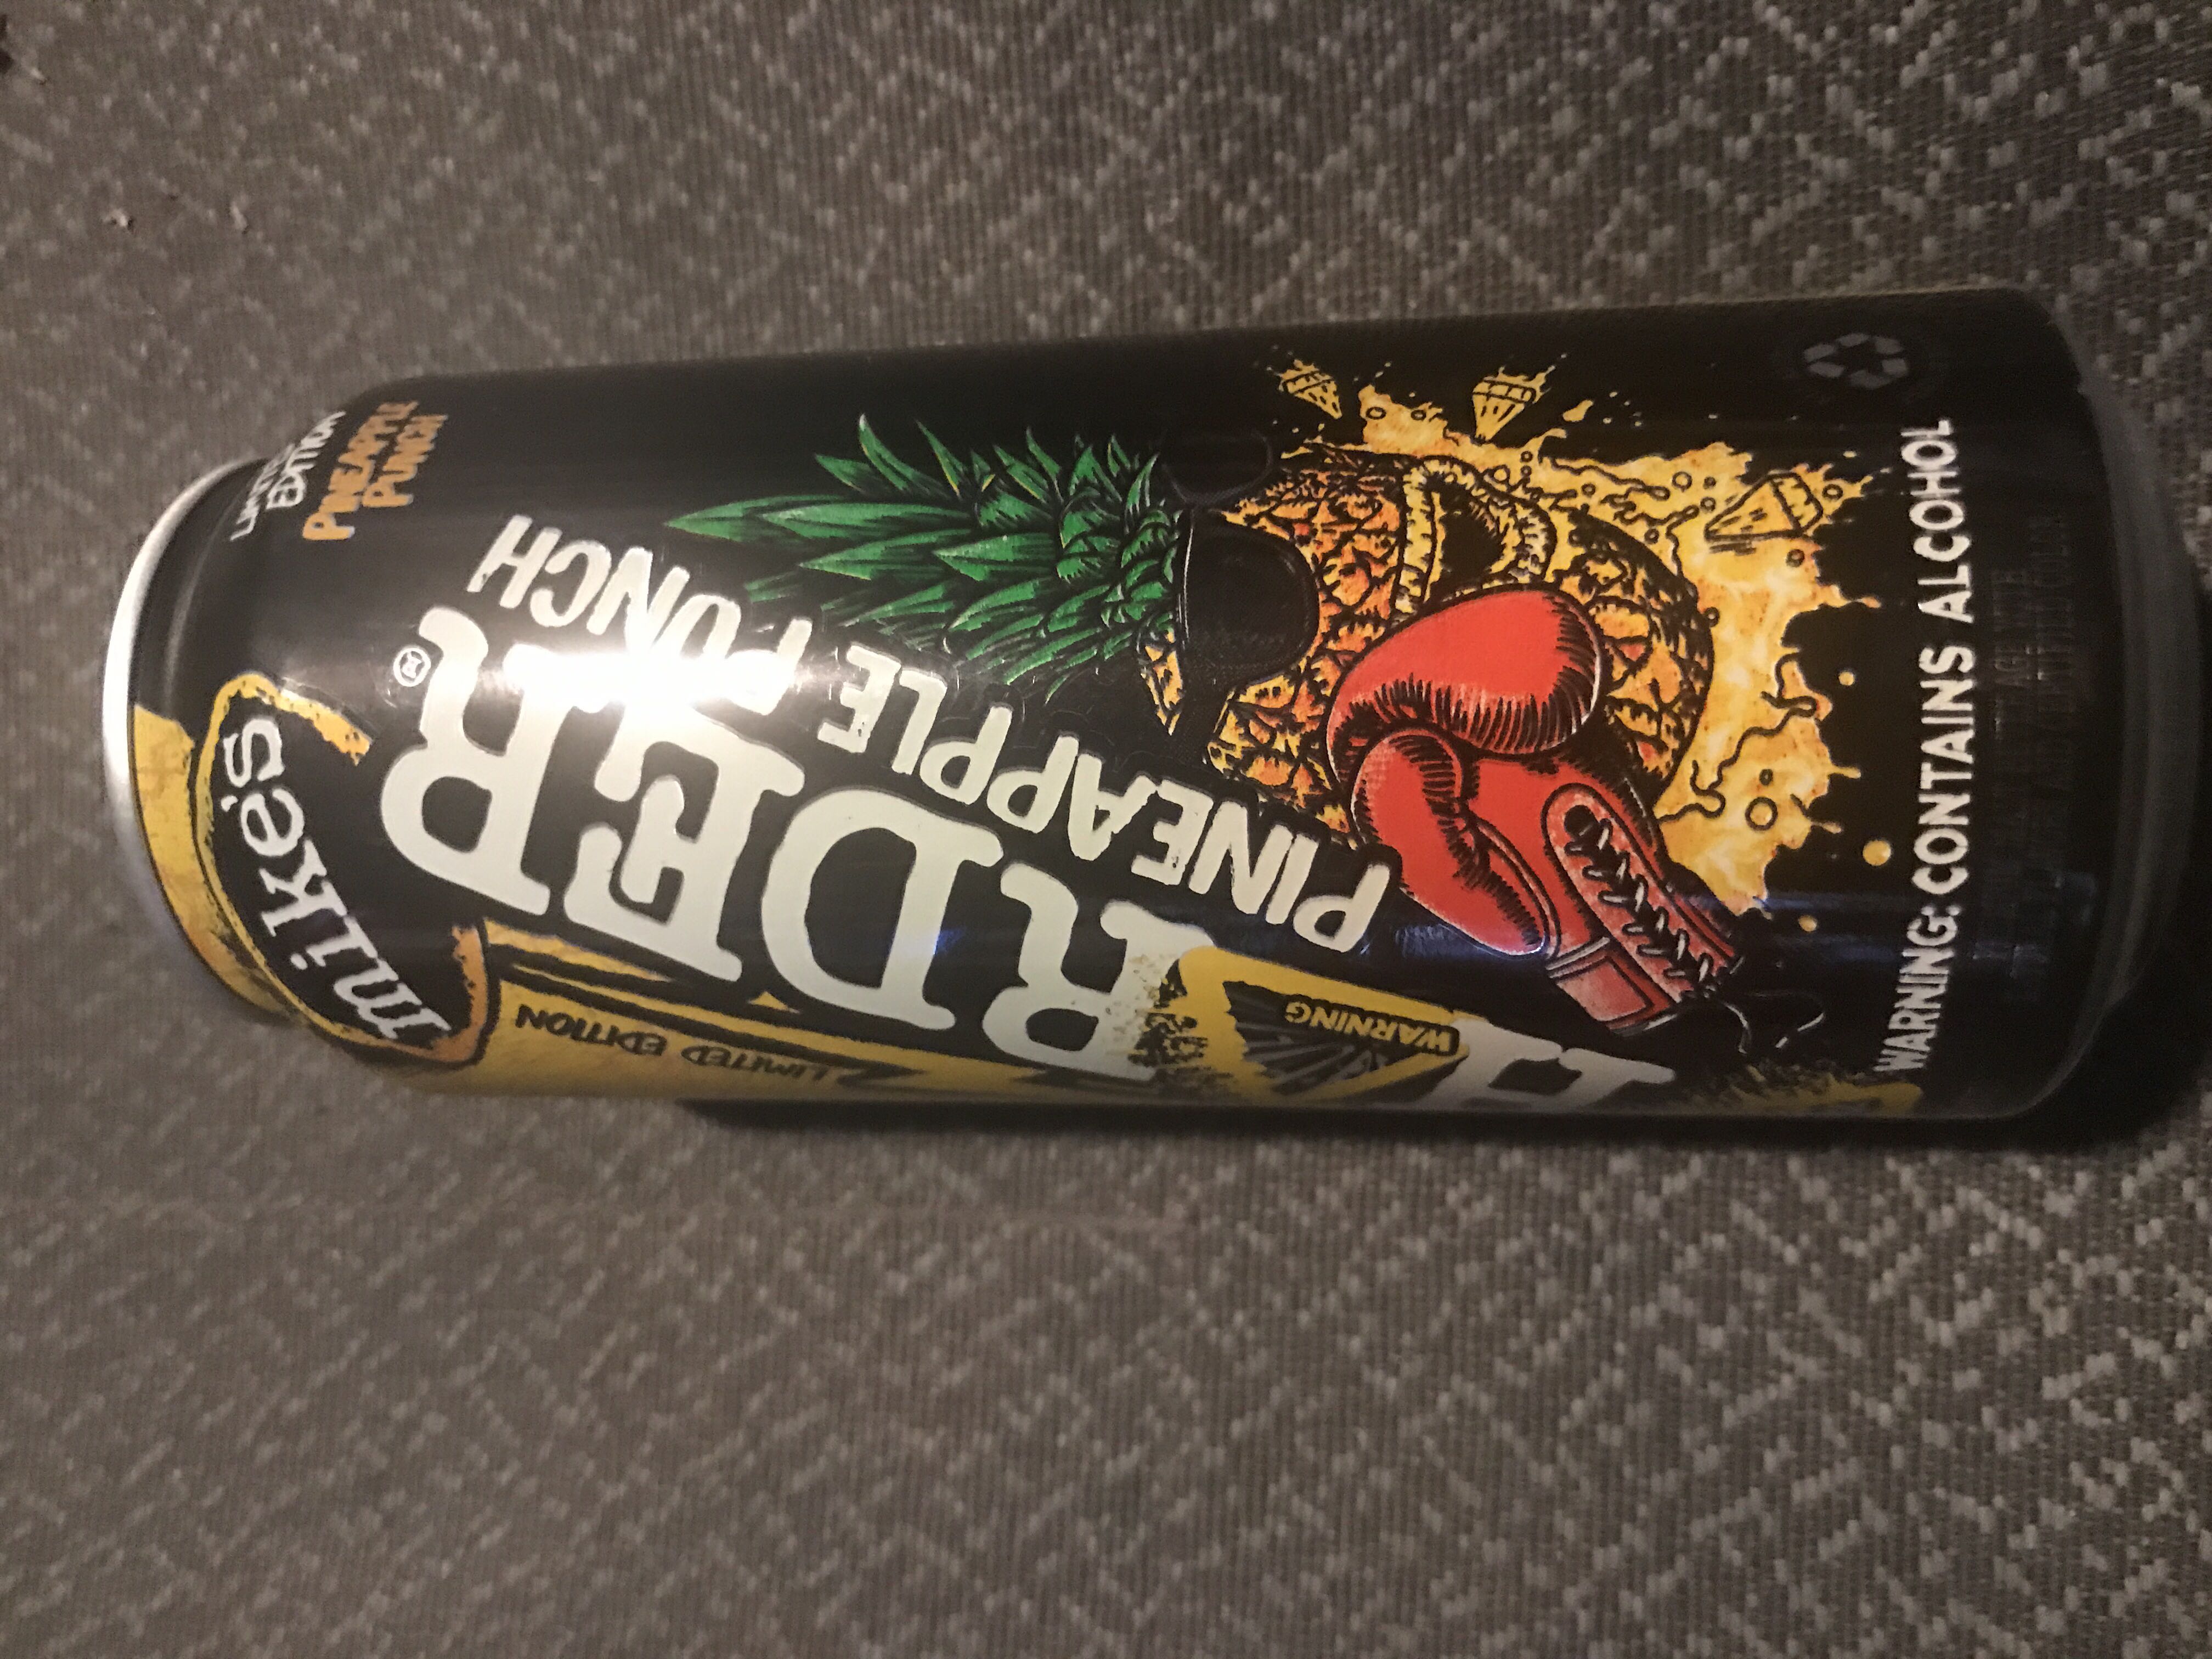 LIMITED
EDITION
PINEAPPLE
PUNCH
mike's
HARDER®
PINEAPPLE PUNCH
LIMITED EDITION
WARNING
WARNING: CONTAINS ALCOHOL